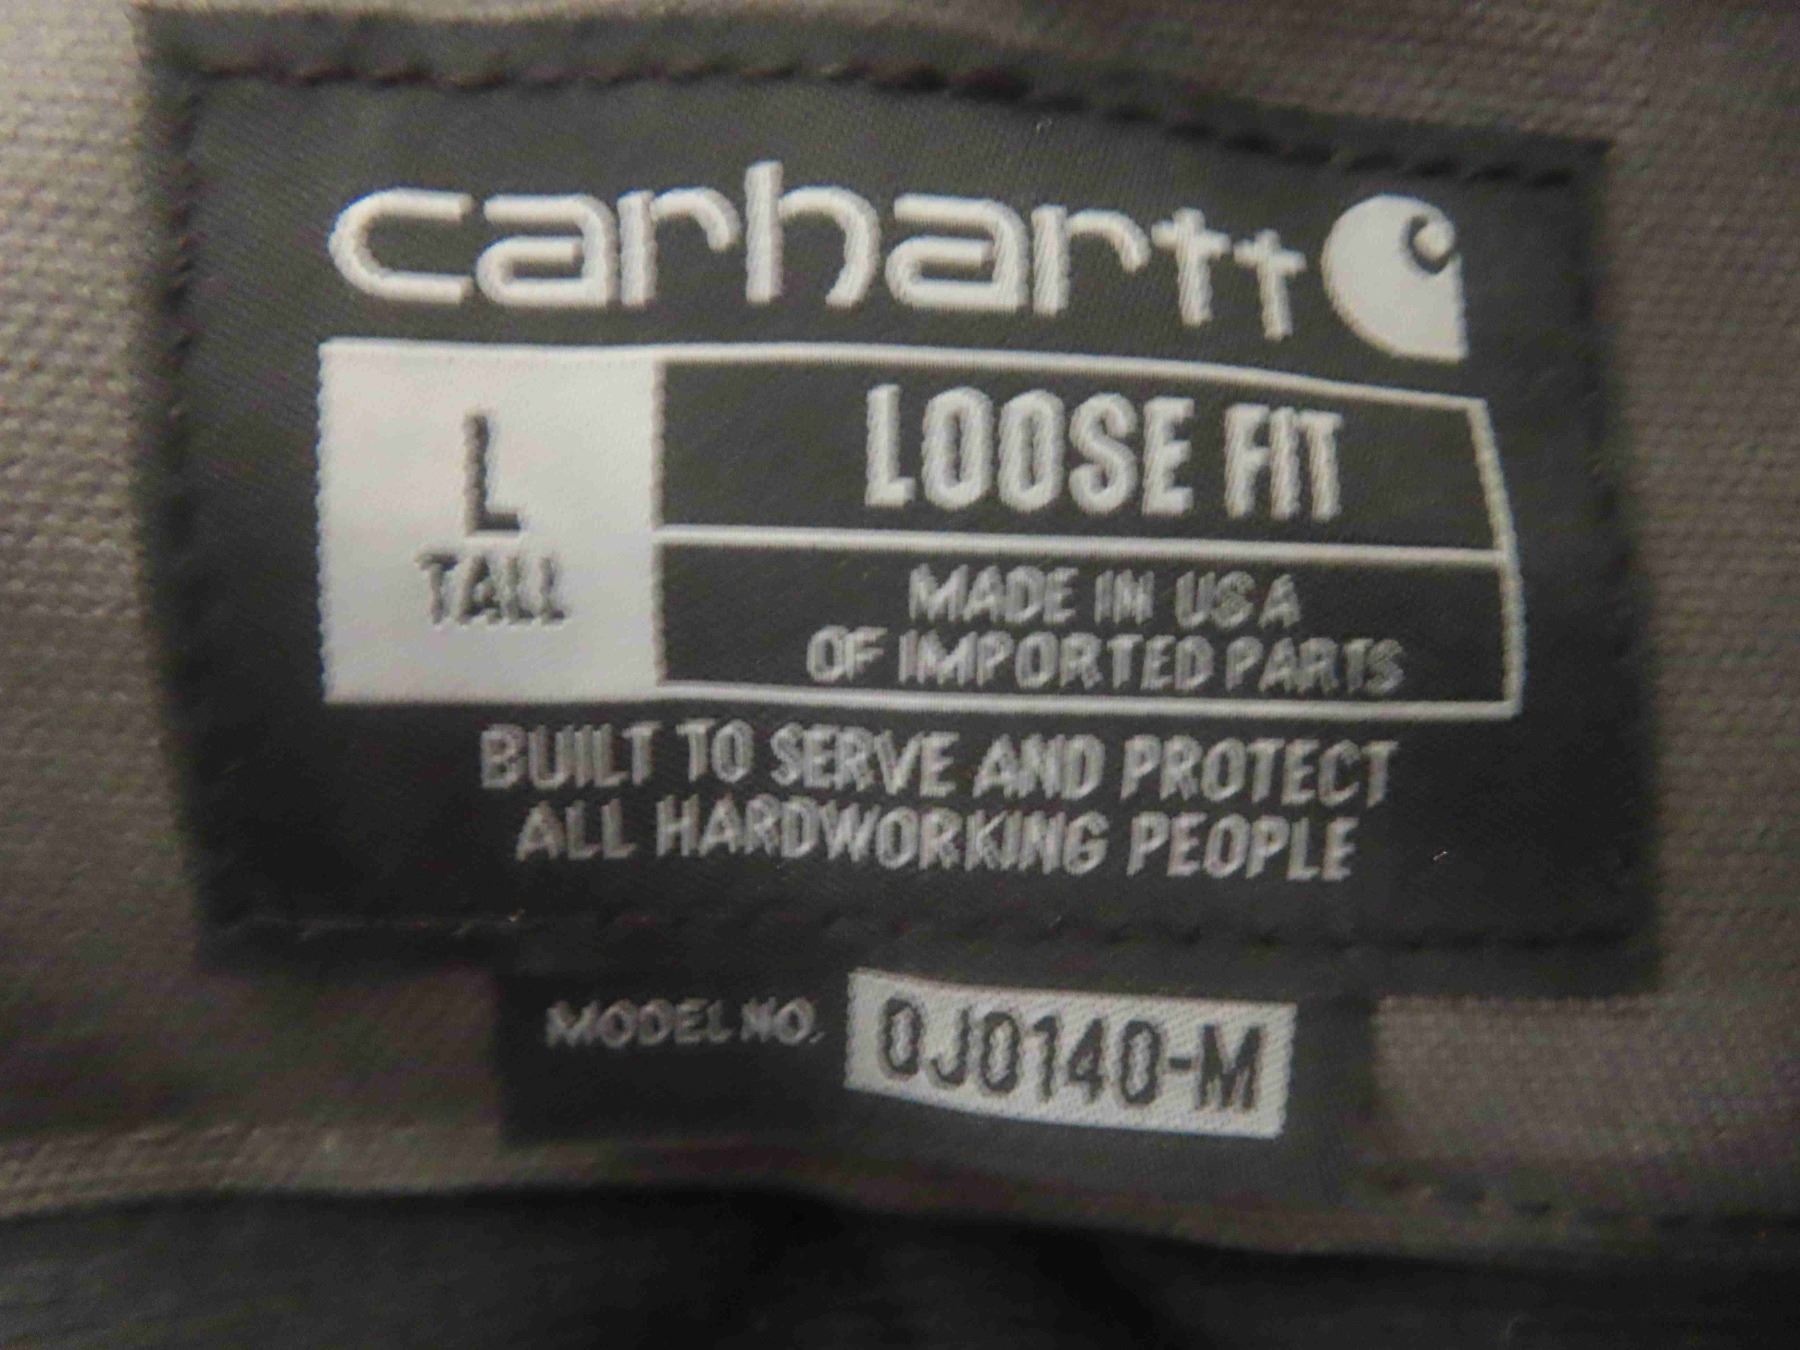 carhartt
L
TALL
LOOSE FIT
MADE IN USA
OF IMPORTED PARTS
BUILT TO SERVE AND PROTECT
ALL HARDWORKING PEOPLE
MODEL NO. 0J0140-M